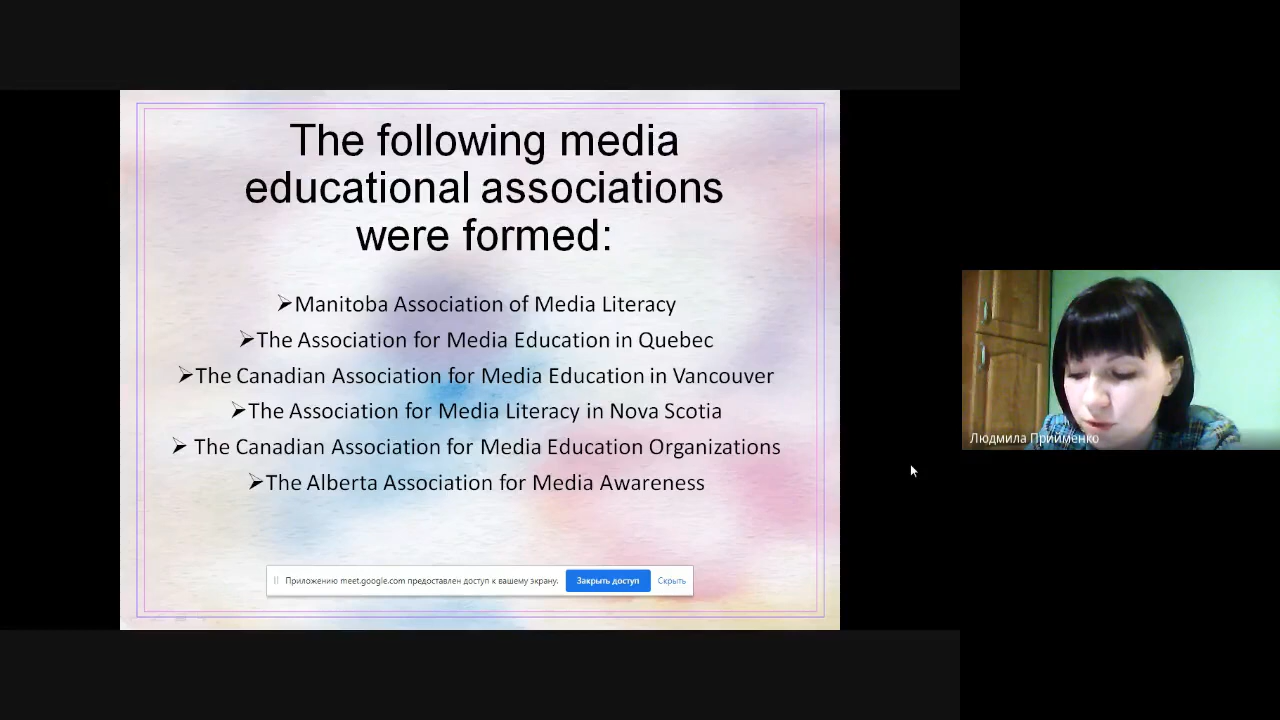 The following media
educational associations
were formed:
➢Manitoba Association of Media Literacy
➢The Association for Media Education in Quebec
➢The Canadian Association for Media Education in Vancouver
➢The Association for Media Literacy in Nova Scotia
➢ The Canadian Association for Media Education Organizations
➢The Alberta Association for Media Awareness
Приложению meet.google.com предоставлен доступ к вашему экрану. Закрыть доступ Скрыть
Людмила Прийменко